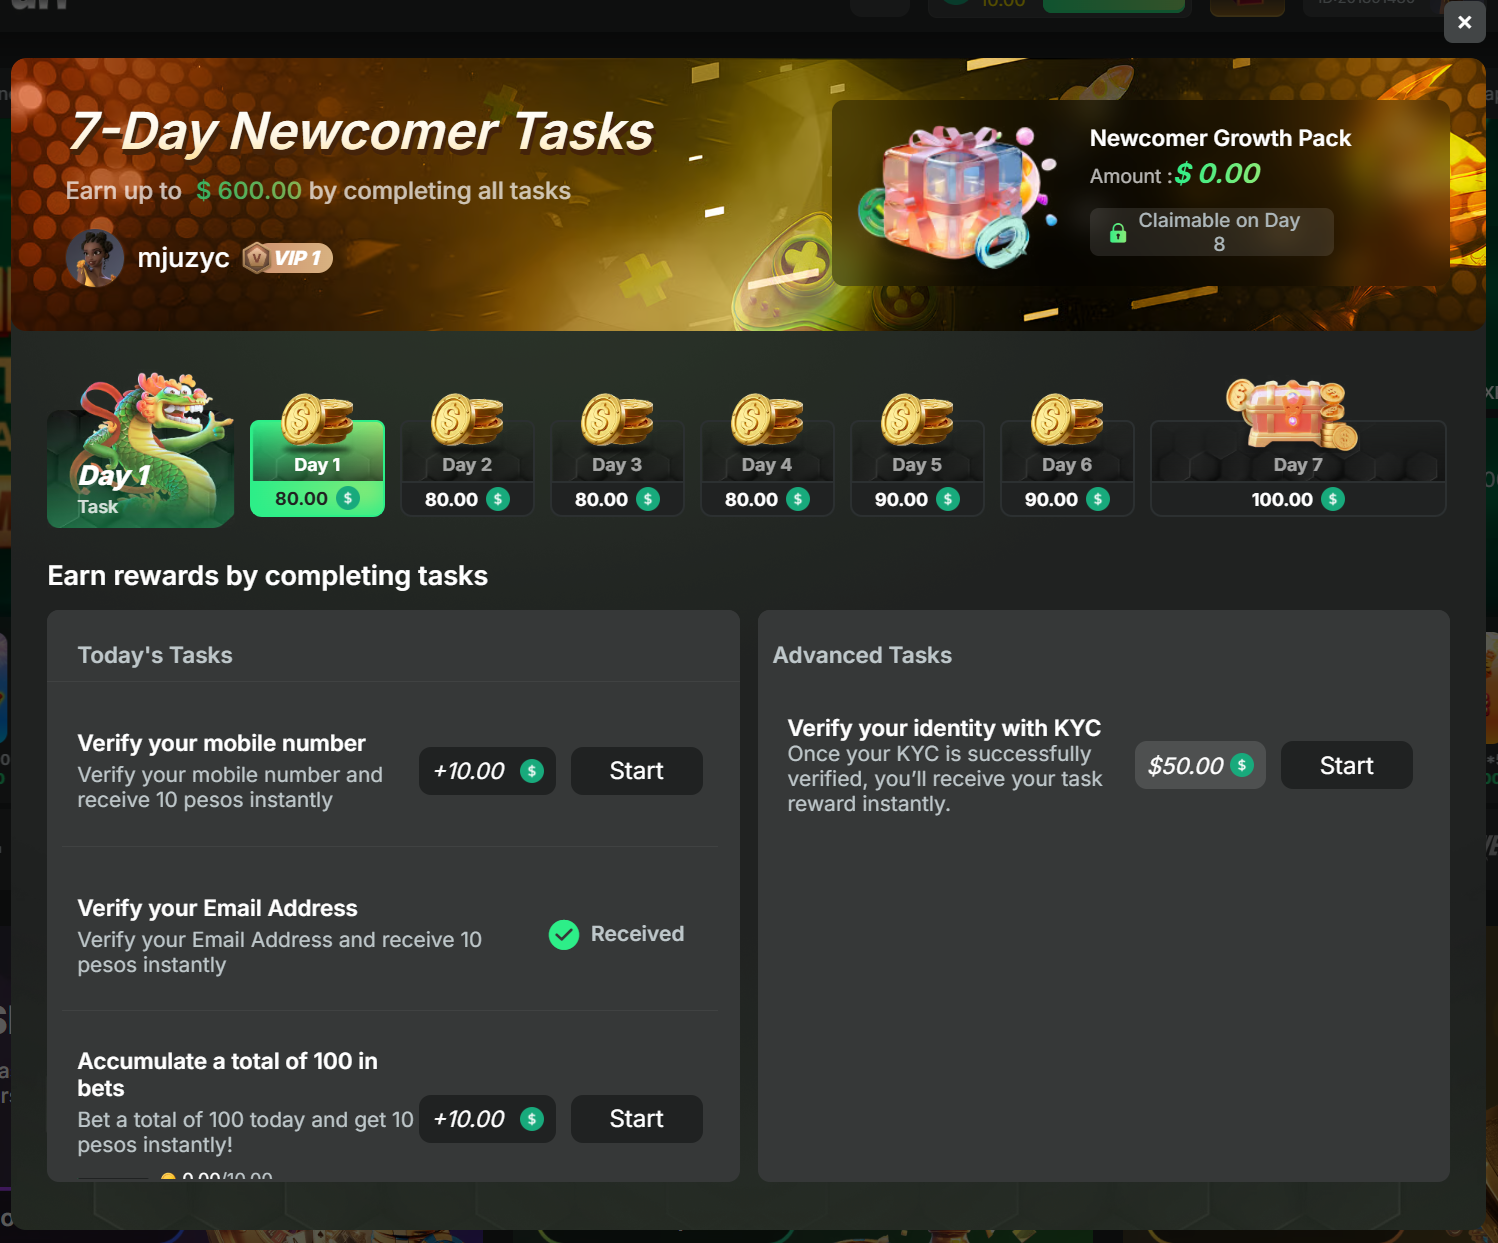 7-Day Newcomer Tasks
Earn up to $ 600.00 by completing all tasks
mjuzyc V VIP 1
Newcomer Growth Pack
Amount : $ 0.00
Claimable on Day
8
Day 1
Task
Day 1
80.00 $
Day 2
80.00 $
Day 3
80.00 $
Day 4
80.00 $
Day 5
90.00 $
Day 6
90.00 $
Day 7
100.00 $
Earn rewards by completing tasks
Today's Tasks
Verify your mobile number
Verify your mobile number and
receive 10 pesos instantly
+10.00 $
Start
Verify your Email Address
Verify your Email Address and receive 10
pesos instantly
Received
Accumulate a total of 100 in
bets
Bet a total of 100 today and get 10
pesos instantly!
+10.00 $
Start
0.00/10.00
Advanced Tasks
Verify your identity with KYC
Once your KYC is successfully
verified, you’ll receive your task
reward instantly.
$50.00 $
Start